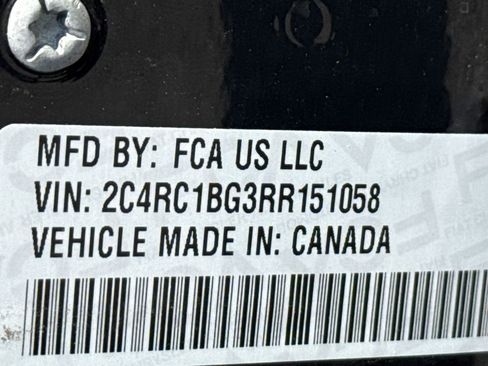 MFD BY: FCA US LLC
VIN: 2C4RC1BG3RR151058
VEHICLE MADE IN: CANADA